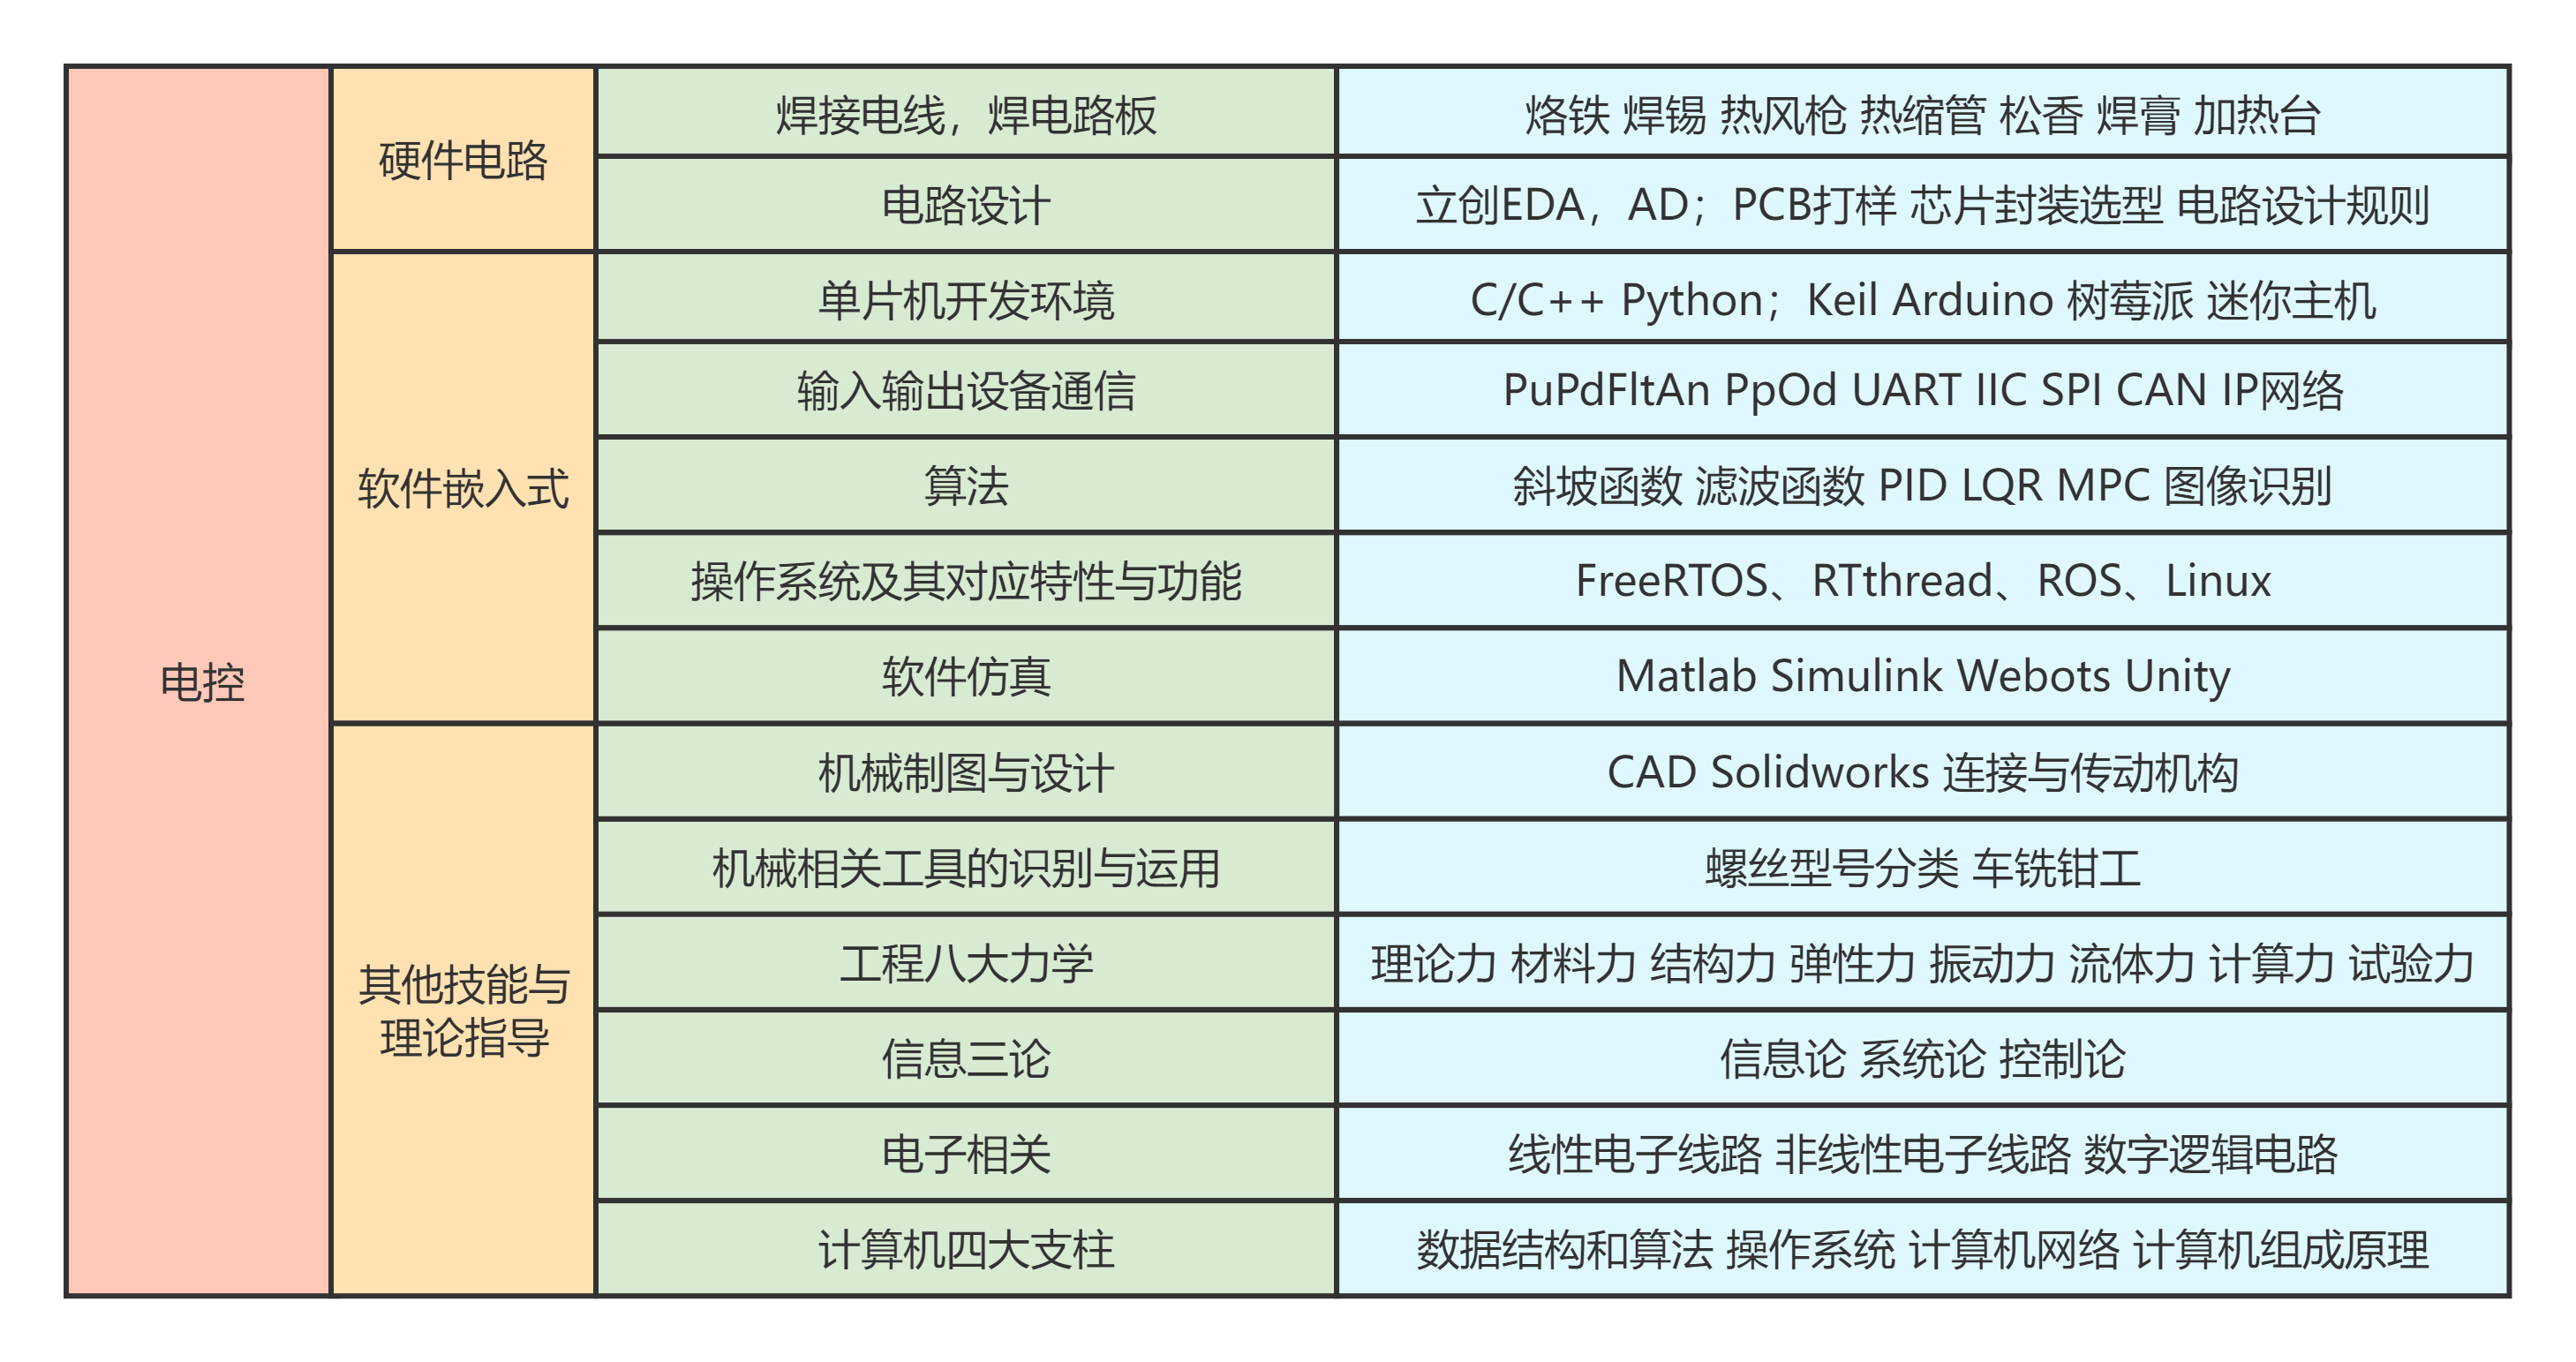 电控
硬件电路
焊接电线，焊电路板
烙铁 焊锡 热风枪 热缩管 松香 焊膏 加热台
电路设计
立创EDA，AD；PCB打样 芯片封装选型 电路设计规则
软件嵌入式
单片机开发环境
C/C++ Python；Keil Arduino 树莓派 迷你主机
输入输出设备通信
PuPdFltAn PpOd UART IIC SPI CAN IP网络
算法
斜坡函数 滤波函数 PID LQR MPC 图像识别
操作系统及其对应特性与功能
FreeRTOS、RTthread、ROS、Linux
软件仿真
Matlab Simulink Webots Unity
其他技能与
理论指导
机械制图与设计
CAD Solidworks 连接与传动机构
机械相关工具的识别与运用
螺丝型号分类 车铣钳工
工程八大力学
理论力 材料力 结构力 弹性力 振动力 流体力 计算力 试验力
信息三论
信息论 系统论 控制论
电子相关
线性电子线路 非线性电子线路 数字逻辑电路
计算机四大支柱
数据结构和算法 操作系统 计算机网络 计算机组成原理